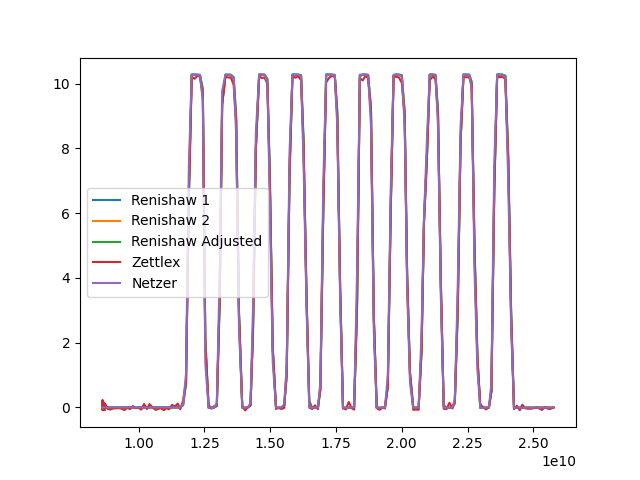 10
8
6
4
2
0
Renishaw 1
Renishaw 2
Renishaw Adjusted
Zettlex
Netzer
1.00 1.25 1.50 1.75 2.00 2.25 2.50
1e10